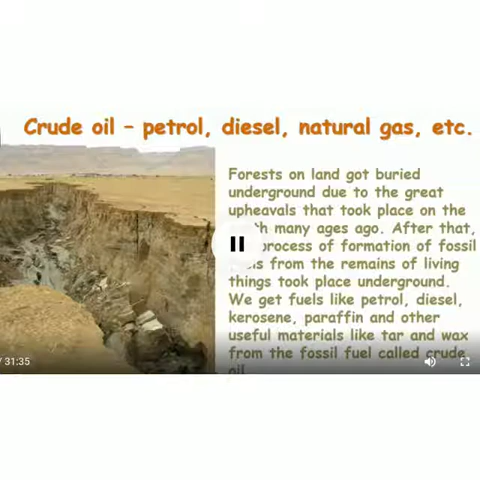 Crude oil – petrol, diesel, natural gas, etc.
Forests on land got buried
underground due to the great
upheavals that took place on the
many ages ago. After that,
process of formation of fossil
from the remains of living
things took place underground.
We get fuels like petrol, diesel,
kerosene, paraffin and other
useful materials like tar and wax
from the fossil fuel called crude
oil
/ 31:35